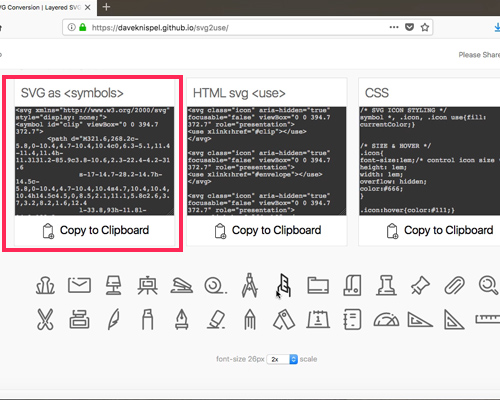 VG Conversion | Layered SVG
https://daveknispel.github.io/svg2use/
Please Share
SVG as <symbols>
<svg xmlns="http://www.w3.org/2000/svg"
style="display: none;">
<symbol id="clip" viewBox="0 0 394.7
372.7">
<path d="M321.6,268.2c-
5.8,0-10.4,4.7-10.4,10.4c0,6.3-5.1,11.4
-11.4,11.4h-
11.3l31.2-85.9c3.8-10.6,2.3-22.4-4.2-31
.6
s-17-14.7-28.2-14.7h-
14.5c-
5.8,0-10.4,4.7-10.4,10.4s4.7,10.4,10.4,
10.4h14.5c4.5,0,8.5,2.1,11.1,5.8c2.6,3.
7,3.2,8.2,1.6,12.4
l-33.8,93h-11.8l-
Copy to Clipboard
HTML svg <use>
<svg class="icon" aria-hidden="true"
focusable="false" viewBox="0 0 394.7
372.7" role="presentation">
<use xlink:href="#clip"></use>
</svg>
<svg class="icon" aria-hidden="true"
focusable="false" viewBox="0 0 394.7
372.7" role="presentation">
<use xlink:href="#envelope"></use>
</svg>
<svg class="icon" aria-hidden="true"
focusable="false" viewBox="0 0 394.7
372.7" role="presentation">
Copy to Clipboard
CSS
/* SVG ICON STYLING */
symbol *, .icon, .icon use{fill:
currentColor;}
/* SIZE & HOVER */
.icon{
font-size:1em;/* control icon size
height: 1em;
width: 1em;
overflow: hidden;
color:#666;
}
.icon:hover{color:#111;}
Copy to Clipboard
1
font-size 26px 2x scale